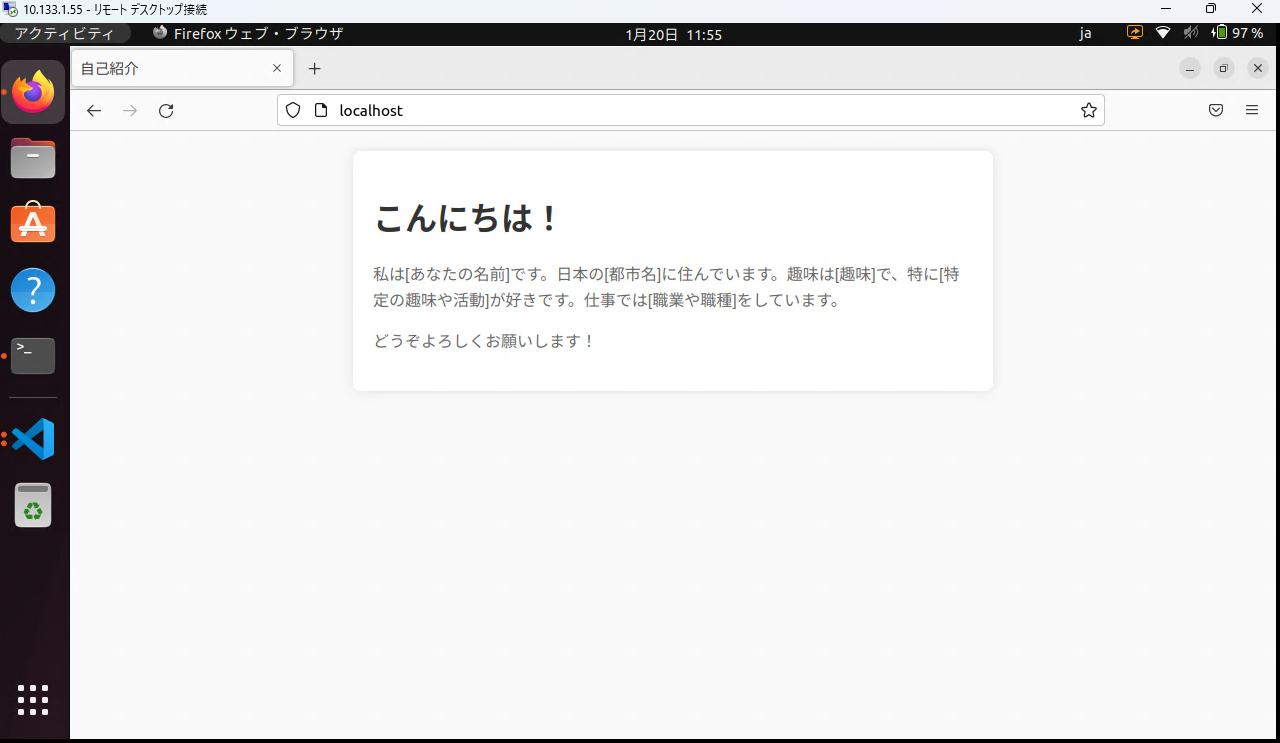 10.133.1.55 - リモート デスクトップ接続
アクティビティ Firefox ウェブ・ブラウザ 1月20日 11:55 ja 97 %
自己紹介
localhost
こんにちは！
私は[あなたの名前]です。日本の[都市名]に住んでいます。趣味は[趣味]で、特に[特
定の趣味や活動]が好きです。仕事では[職業や職種]をしています。
どうぞよろしくお願いします！